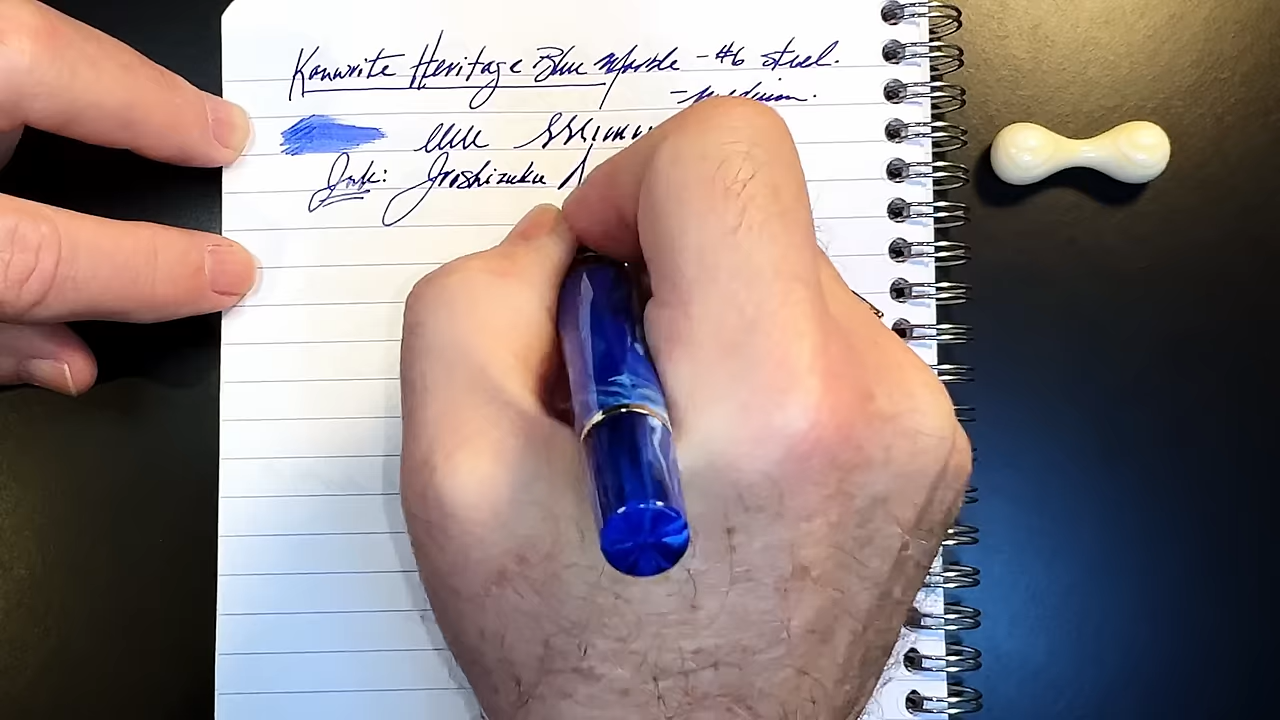 Kanwrite Heritage Blue Marble - #6 steel.
- Medium.
Ink: Iroshizuku